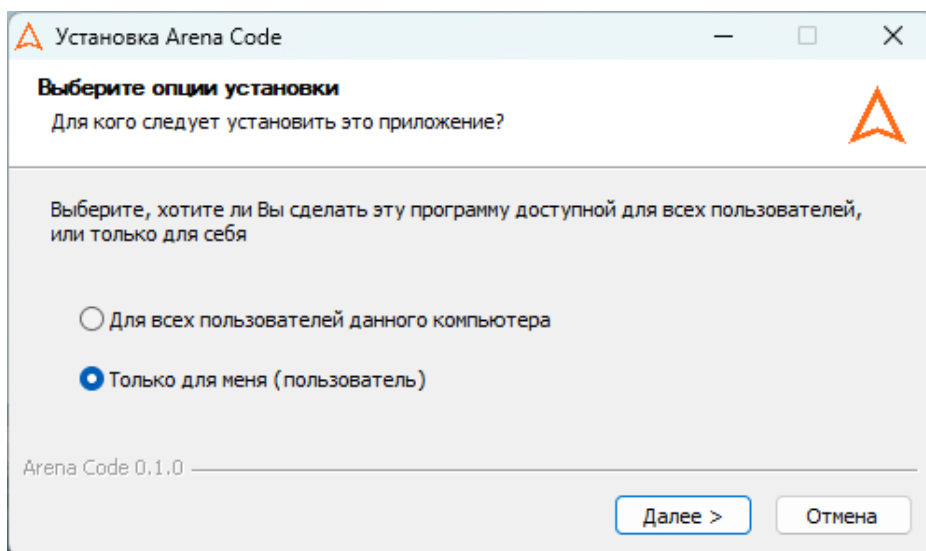 Установка Arena Code
Выберите опции установки
Для кого следует установить это приложение?
Выберите, хотите ли Вы сделать эту программу доступной для всех пользователей,
или только для себя
Для всех пользователей данного компьютера
Только для меня (пользователь)
Arena Code 0.1.0
Далее >
Отмена